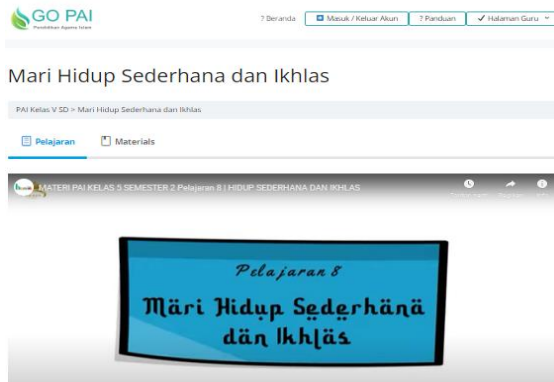 GO PAI
Pendidikan Agama Islam
? Beranda
Masuk / Keluar Akun
? Panduan
Halaman Guru
Mari Hidup Sederhana dan Ikhlas
PAI Kelas V SD > Mari Hidup Sederhana dan Ikhlas
Pelajaran
Materials
MATERI PAI KELAS 5 SEMESTER 2 Pelajaran 8 | HIDUP SEDERHANA DAN IKHLAS
Pelajaran 8
Mari Hidup Sederhana
dan Ikhlas